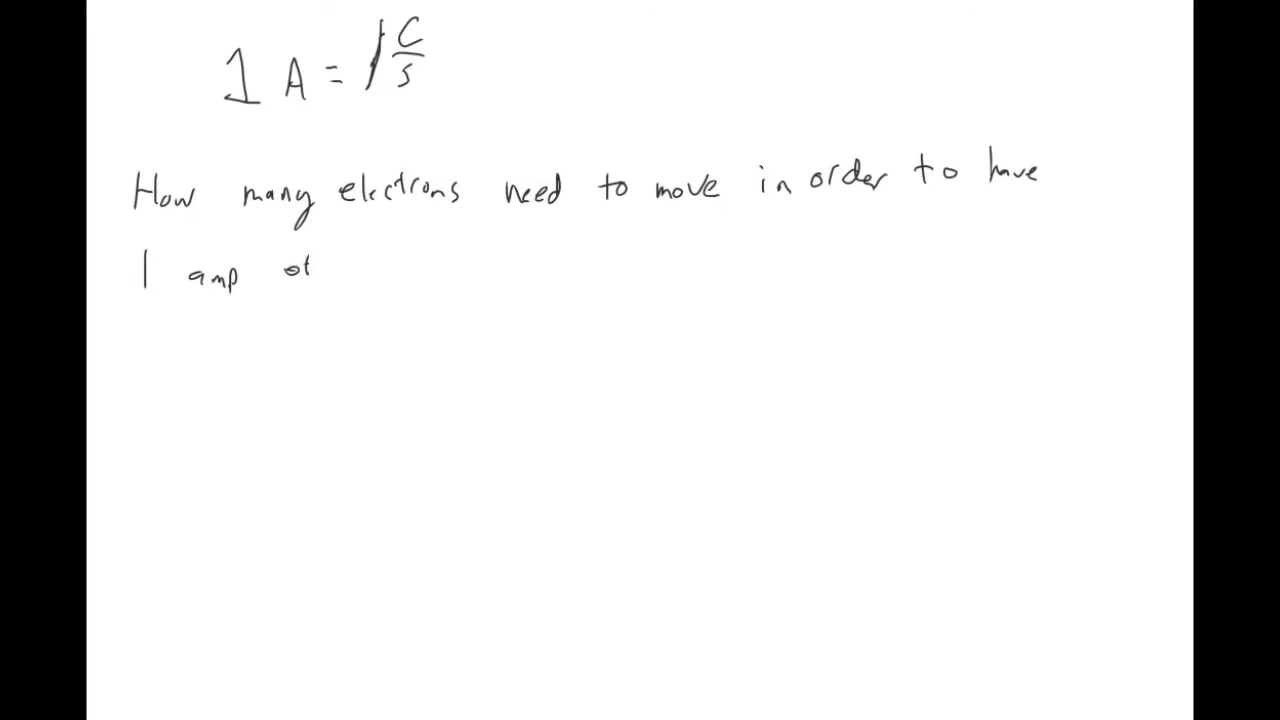 1 A = 1 C/s
How many electrons need to move in order to have
1 amp of